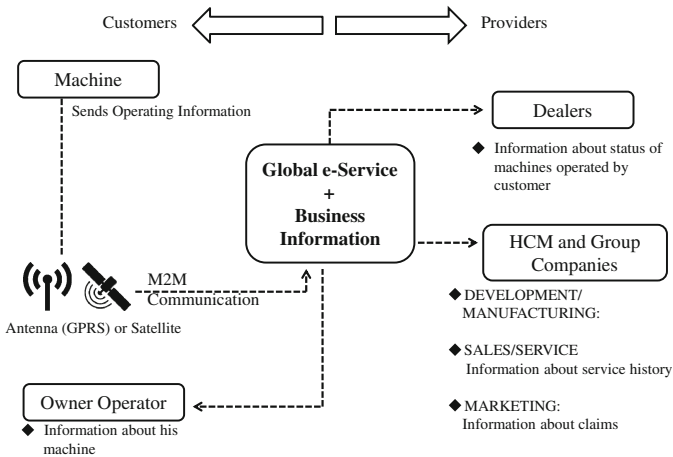 Customers
Providers
Machine
Sends Operating Information
Dealers
◆ Information about status of
machines operated by
customer
Global e-Service
+
Business
Information
HCM and Group
Companies
◆ DEVELOPMENT/
MANUFACTURING:
◆ SALES/SERVICE
Information about service history
◆ MARKETING:
Information about claims
M2M
Communication
Antenna (GPRS) or Satellite
Owner Operator
◆ Information about his
machine